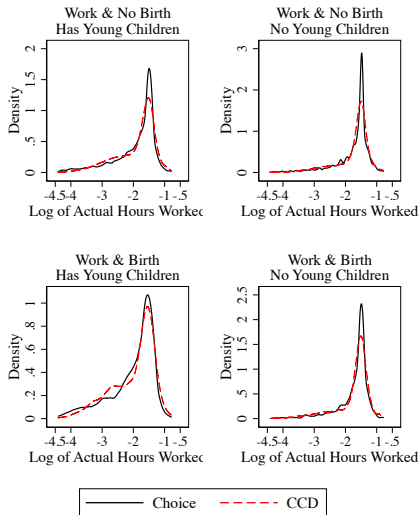 Work & No Birth
Has Young Children
Density
0 .5 1 1.5 2
-4.5-4 -3 -2 -1 -.5
Log of Actual Hours Worked
Work & No Birth
No Young Children
Density
0 1 2 3
-4.5-4 -3 -2 -1 -.5
Log of Actual Hours Worked
Work & Birth
Has Young Children
Density
0 .2 .4 .6 .8 1
-4.5-4 -3 -2 -1 -.5
Log of Actual Hours Worked
Work & Birth
No Young Children
Density
0 .5 1 1.5 2 2.5
-4.5-4 -3 -2 -1 -.5
Log of Actual Hours Worked
Choice CCD